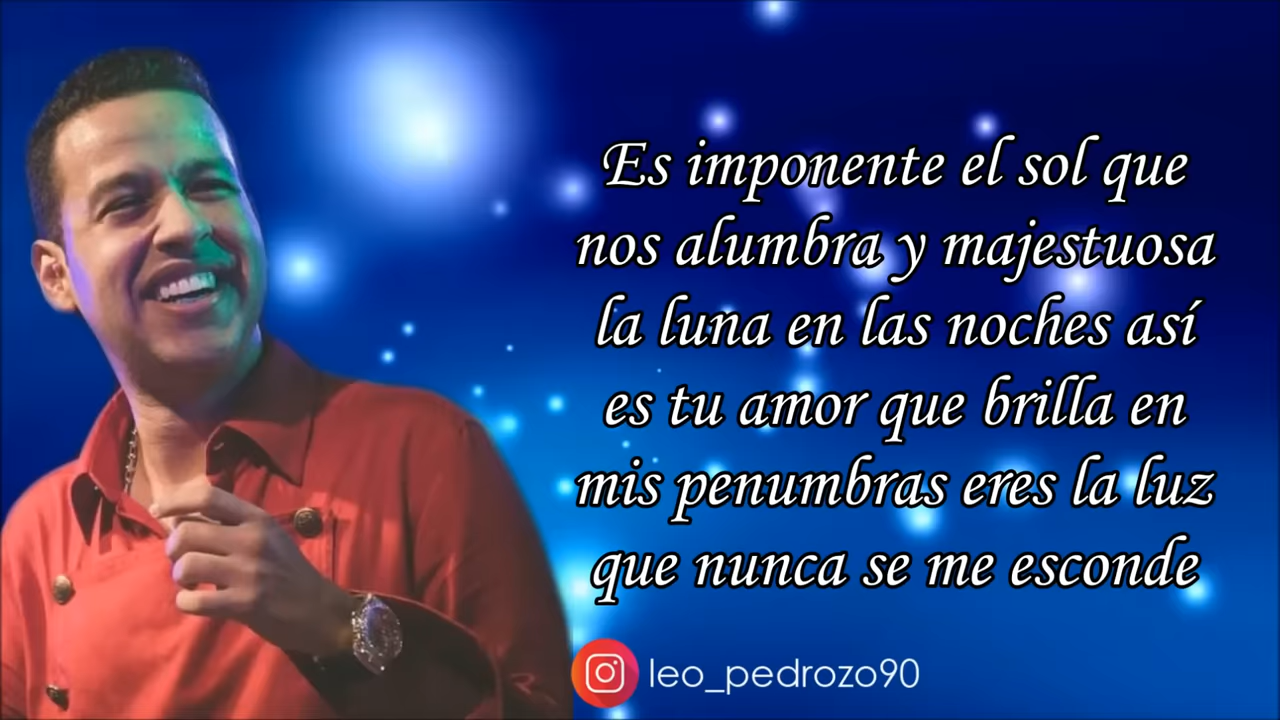 Es imponente el sol que
nos alumbra y majestuosa
la luna en las noches así
es tu amor que brilla en
mis penumbras eres la luz
que nunca se me esconde
leo_pedrozo90